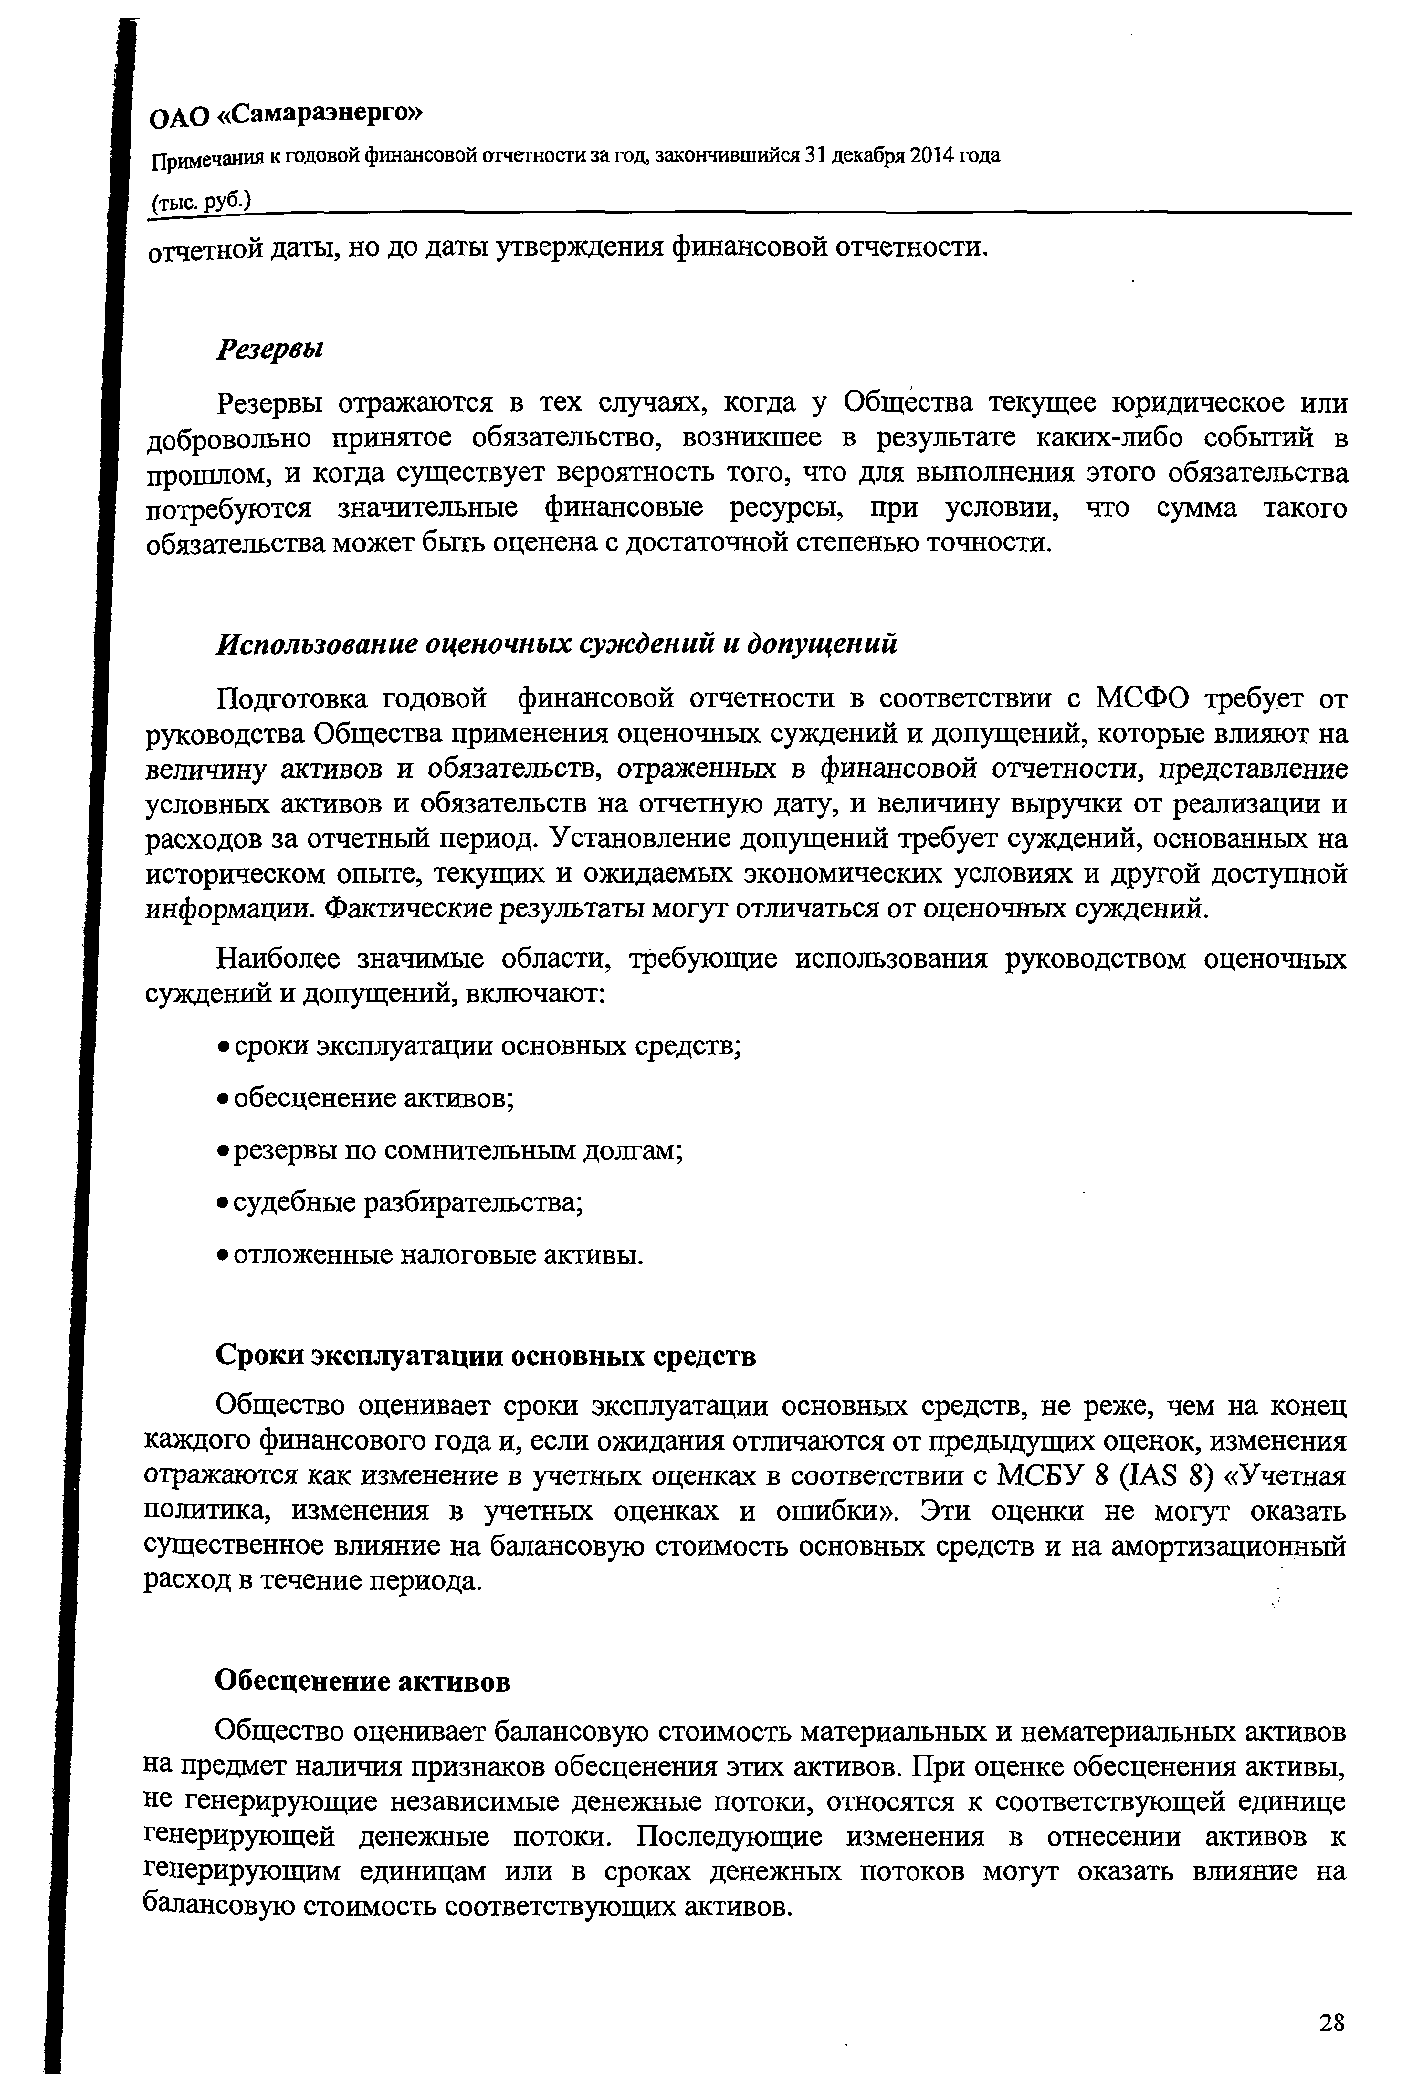 ОАО «Самараэнерго»
Примечания к годовой финансовой отчетности за год, закончившийся 31 декабря 2014 года
(тыс. руб.)
отчетной даты, но до даты утверждения финансовой отчетности.
Резервы
Резервы отражаются в тех случаях, когда у Общества текущее юридическое или
добровольно принятое обязательство, возникшее в результате каких-либо событий в
прошлом, и когда существует вероятность того, что для выполнения этого обязательства
потребуются значительные финансовые ресурсы, при условии, что сумма такого
обязательства может быть оценена с достаточной степенью точности.
Использование оценочных суждений и допущений
Подготовка годовой финансовой отчетности в соответствии с МСФО требует от
руководства Общества применения оценочных суждений и допущений, которые влияют на
величину активов и обязательств, отраженных в финансовой отчетности, представление
условных активов и обязательств на отчетную дату, и величину выручки от реализации и
расходов за отчетный период. Установление допущений требует суждений, основанных на
историческом опыте, текущих и ожидаемых экономических условиях и другой доступной
информации. Фактические результаты могут отличаться от оценочных суждений.
Наиболее значимые области, требующие использования руководством оценочных
суждений и допущений, включают:
• сроки эксплуатации основных средств;
• обесценение активов;
• резервы по сомнительным долгам;
• судебные разбирательства;
• отложенные налоговые активы.
Сроки эксплуатации основных средств
Общество оценивает сроки эксплуатации основных средств, не реже, чем на конец
каждого финансового года и, если ожидания отличаются от предыдущих оценок, изменения
отражаются как изменение в учетных оценках в соответствии с МСБУ 8 (IAS 8) «Учетная
политика, изменения в учетных оценках и ошибки». Эти оценки не могут оказать
существенное влияние на балансовую стоимость основных средств и на амортизационный
расход в течение периода.
Обесценение активов
Общество оценивает балансовую стоимость материальных и нематериальных активов
на предмет наличия признаков обесценения этих активов. При оценке обесценения активы,
не генерирующие независимые денежные потоки, относятся к соответствующей единице
генерирующей денежные потоки. Последующие изменения в отнесении активов к
генерирующим единицам или в сроках денежных потоков могут оказать влияние на
балансовую стоимость соответствующих активов.
28